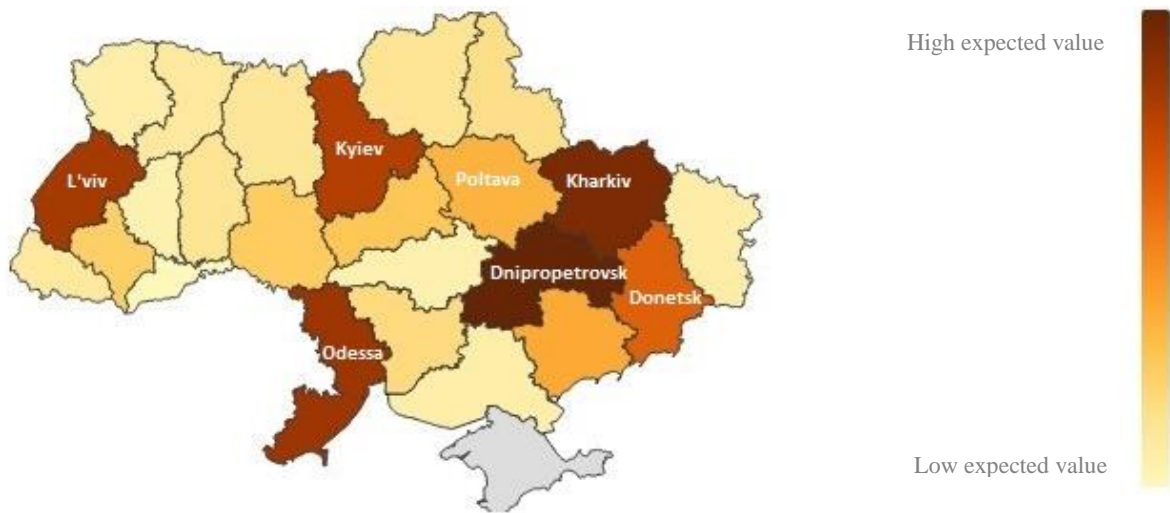 High expected value
Kyiev
L'viv
Poltava
Kharkiv
Dnipropetrovsk
Donetsk
Odessa
Low expected value